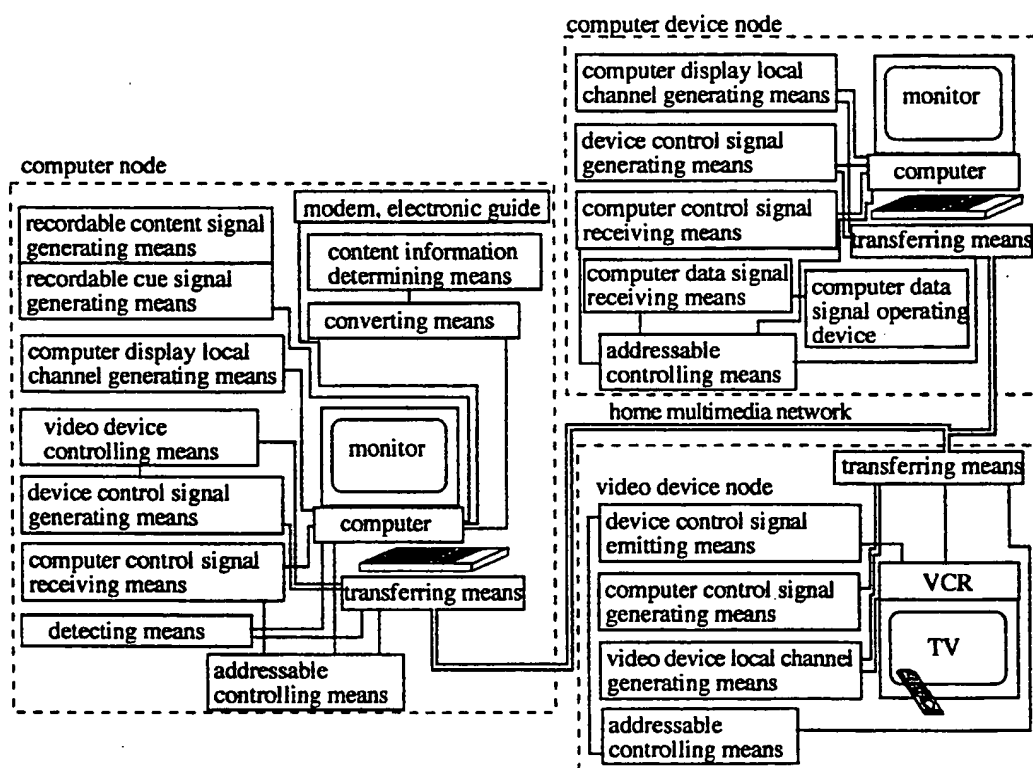 computer device node
computer display local
channel generating means
monitor
device control signal
generating means
computer
computer control signal
receiving means
transferring means
computer data signal
receiving means
computer data
signal operating
device
addressable
controlling means
computer node
recordable content signal
generating means
recordable cue signal
generating means
modem, electronic guide
content information
determining means
converting means
computer display local
channel generating means
video device
controlling means
monitor
device control signal
generating means
computer
computer control signal
receiving means
transferring means
detecting means
addressable
controlling means
home multimedia network
transferring means
video device node
device control signal
emitting means
VCR
computer control signal
generating means
TV
video device local channel
generating means
addressable
controlling means